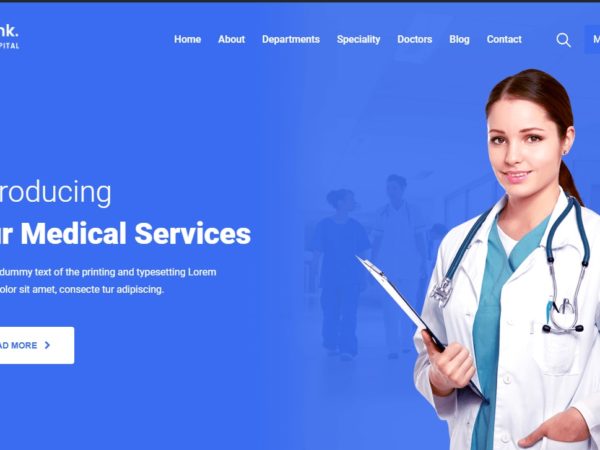 nk.
PITAL
Home About Departments Speciality Doctors Blog Contact
M
roducing
ur Medical Services
dummy text of the printing and typesetting Lorem
olor sit amet, consecte tur adipiscing.
AD MORE